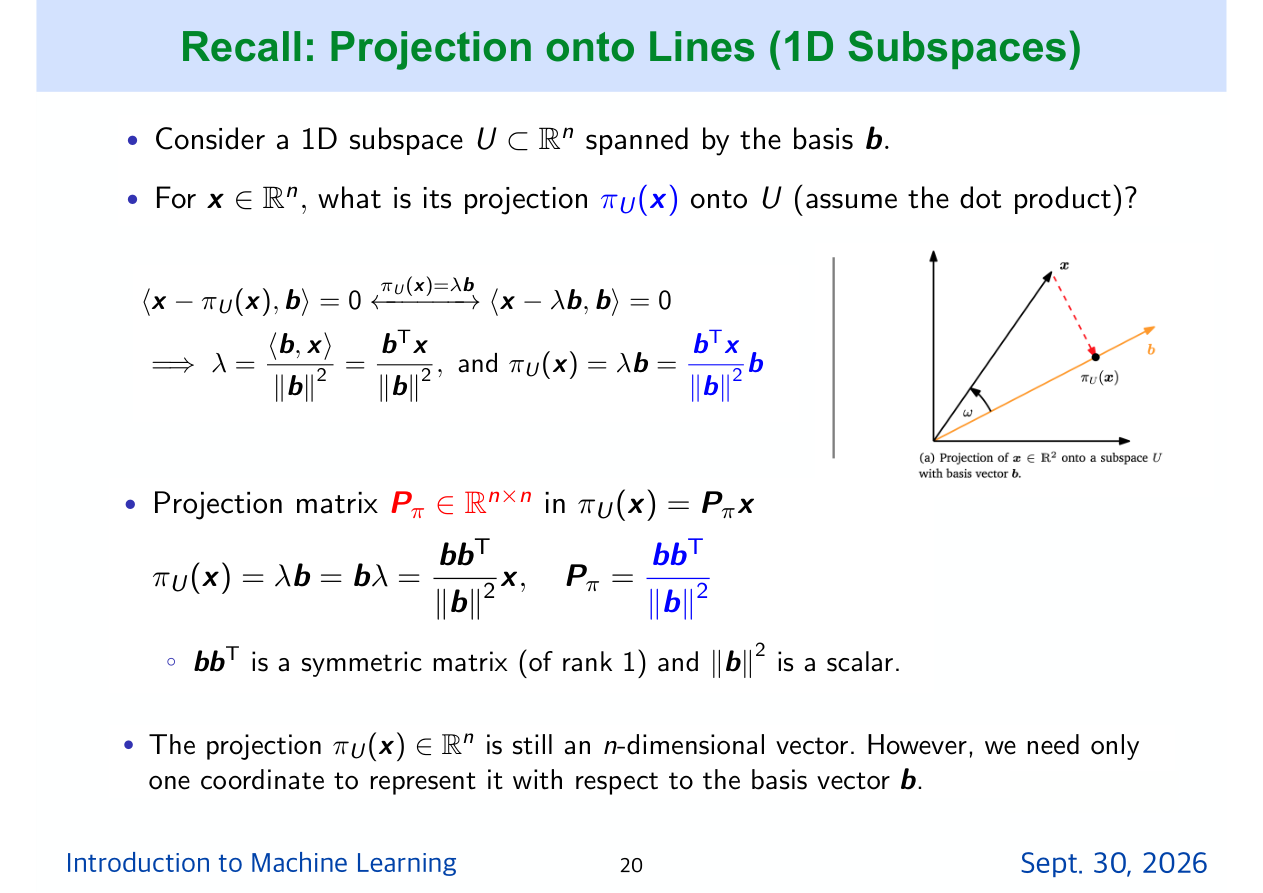 Recall: Projection onto Lines (1D Subspaces)
• Consider a 1D subspace U ⊂ ℝⁿ spanned by the basis b.
• For x ∈ ℝⁿ, what is its projection π_U(x) onto U (assume the dot product)?
⟨x − π_U(x), b⟩ = 0 ⟷^{π_U(x)=λb} ⟨x − λb, b⟩ = 0
⟹ λ = ⟨b, x⟩ / ‖b‖² = bᵀx / ‖b‖², and π_U(x) = λb = (bᵀx / ‖b‖²) b
x
b
π_U(x)
ω
(a) Projection of x ∈ ℝ² onto a subspace U
with basis vector b.
• Projection matrix P_π ∈ ℝⁿˣⁿ in π_U(x) = P_π x
π_U(x) = λb = bλ = (bbᵀ / ‖b‖²) x, P_π = bbᵀ / ‖b‖²
◦ bbᵀ is a symmetric matrix (of rank 1) and ‖b‖² is a scalar.
• The projection π_U(x) ∈ ℝⁿ is still an n-dimensional vector. However, we need only
one coordinate to represent it with respect to the basis vector b.
Introduction to Machine Learning
20
Sept. 30, 2026